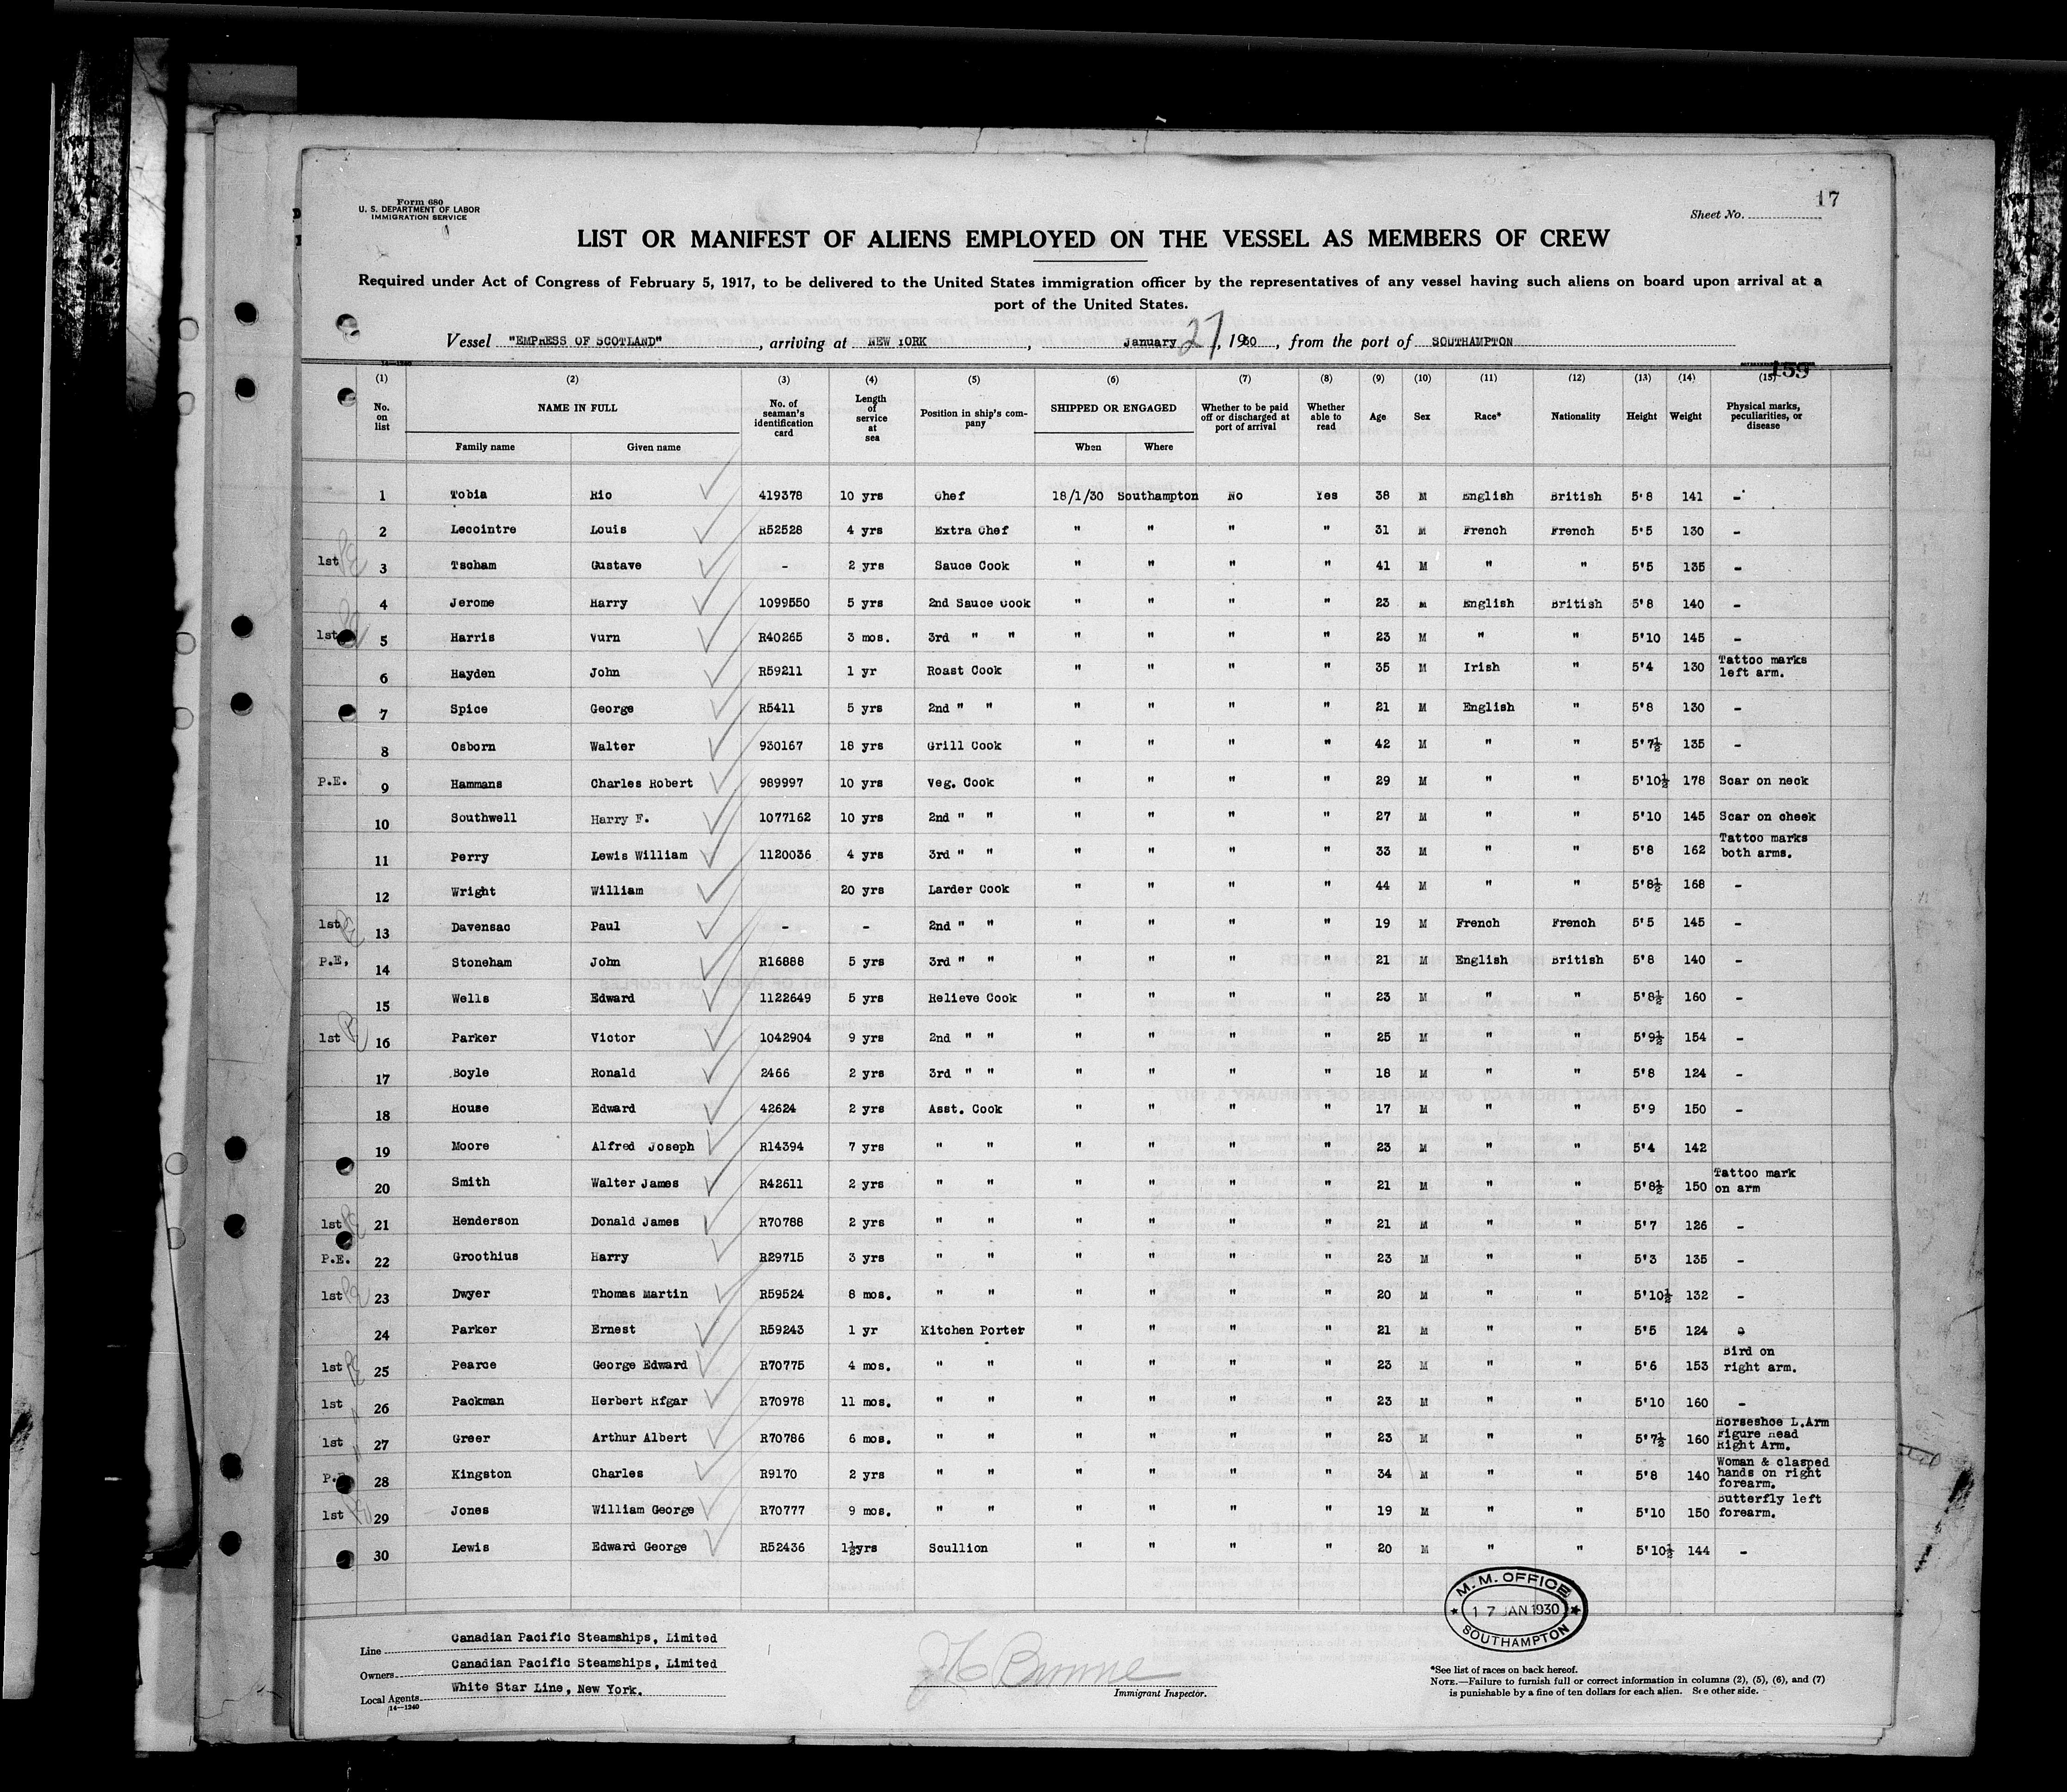 Form 680
U. S. DEPARTMENT OF LABOR
IMMIGRATION SERVICE
Sheet No. 17
LIST OR MANIFEST OF ALIENS EMPLOYED ON THE VESSEL AS MEMBERS OF CREW
Required under Act of Congress of February 5, 1917, to be delivered to the United States immigration officer by the representatives of any vessel having such aliens on board upon arrival at a
port of the United States.
Vessel "EMPRESS OF SCOTLAND", arriving at NEW YORK, January 27, 1930, from the port of SOUTHAMPTON
14—1240
159
(1) (2) (3) (4) (5) (6) (7) (8) (9) (10) (11) (12) (13) (14) (15)
No. on list NAME IN FULL Family name Given name No. of seaman's identification card Length of service at sea Position in ship's company SHIPPED OR ENGAGED When Where Whether to be paid off or discharged at port of arrival Whether able to read Age Sex Race* Nationality Height Weight Physical marks, peculiarities, or disease
1 Tobia Rio 419378 10 yrs Chef 18/1/30 Southampton No Yes 38 M English British 5'8 141 -
2 Lecointre Louis R52528 4 yrs Extra Chef " " " " 31 M French French 5'5 130 -
1st 3 Tscham Gustave - 2 yrs Sauce Cook " " " " 41 M " " 5'5 135 -
4 Jerome Harry 1099550 5 yrs 2nd Sauce Cook " " " " 23 M English British 5'8 140 -
1st 5 Harris Vurn R40265 3 mos. 3rd " " " " " " 23 M " " 5'10 145 -
6 Hayden John R59211 1 yr Roast Cook " " " " 35 M Irish " 5'4 130 Tattoo marks left arm.
7 Spice George R5411 5 yrs 2nd " " " " " " 21 M English " 5'8 130 -
8 Osborn Walter 930167 18 yrs Grill Cook " " " " 42 M " " 5'7½ 135 -
P.E. 9 Hammans Charles Robert 989997 10 yrs Veg. Cook " " " " 29 M " " 5'10½ 178 Scar on neck
10 Southwell Harry F. 1077162 10 yrs 2nd " " " " " " 27 M " " 5'10 145 Scar on cheek
11 Perry Lewis William 1120036 4 yrs 3rd " " " " " " 33 M " " 5'8 162 Tattoo marks both arms.
12 Wright William 20 yrs Larder Cook " " " " 44 M " " 5'8½ 168 -
1st 13 Davensac Paul - - 2nd " " " " " " 19 M French French 5'5 145 -
P.E. 14 Stoneham John R16888 5 yrs 3rd " " " " " " 21 M English British 5'8 140 -
15 Wells Edward 1122649 5 yrs Relieve Cook " " " " 23 M " " 5'8½ 160 -
1st 16 Parker Victor 1042904 9 yrs 2nd " " " " " " 25 M " " 5'9½ 154 -
17 Boyle Ronald 2466 2 yrs 3rd " " " " " " 18 M " " 5'8 124 -
18 House Edward 42624 2 yrs Asst. Cook " " " " 17 M " " 5'9 150 -
19 Moore Alfred Joseph R14394 7 yrs " " " " " " 23 M " " 5'4 142
20 Smith Walter James R42611 2 yrs " " " " " " 21 M " " 5'8½ 150 Tattoo mark on arm
1st 21 Henderson Donald James R70788 2 yrs " " " " " " 21 M " " 5'7 126 -
P.E. 22 Groothius Harry R29715 3 yrs " " " " " " 23 M " " 5'3 135 -
1st 23 Dwyer Thomas Martin R59524 8 mos. " " " " " " 20 M " " 5'10½ 132 -
24 Parker Ernest R59243 1 yr Kitchen Porter " " " " 21 M " " 5'5 124
1st 25 Pearce George Edward R70775 4 mos. " " " " " " 23 M " " 5'6 153 Bird on right arm.
1st 26 Packman Herbert Rfgar R70978 11 mos. " " " " " " 23 M " " 5'10 160 -
1st 27 Greer Arthur Albert R70786 6 mos. " " " " " " 23 M " " 5'7½ 160 Horseshoe L.Arm Figure Head Right Arm.
28 Kingston Charles R9170 2 yrs " " " " " " 34 M " " 5'8 140 Woman & clasped hands on right forearm.
1st 29 Jones William George R70777 9 mos. " " " " " " 19 M " " 5'10 150 Butterfly left forearm.
30 Lewis Edward George R52436 1½yrs Scullion " " " " 20 M " " 5'10½ 144 -
M. M. OFFICE
17 JAN 1930
SOUTHAMPTON
Line Canadian Pacific Steamships, Limited
Owners Canadian Pacific Steamships, Limited
Local Agents White Star Line, New York.
14—1240
Immigrant Inspector.
*See list of races on back hereof.
NOTE.—Failure to furnish full or correct information in columns (2), (5), (6), and (7)
is punishable by a fine of ten dollars for each alien. See other side.